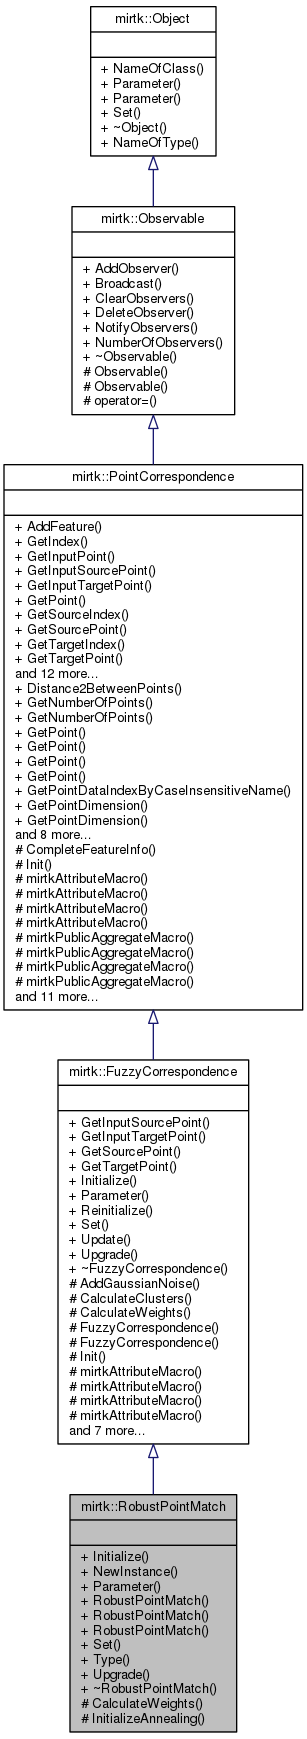 mirtk::Object
+ NameOfClass()
+ Parameter()
+ Parameter()
+ Set()
+ ~Object()
+ NameOfType()
mirtk::Observable
+ AddObserver()
+ Broadcast()
+ ClearObservers()
+ DeleteObserver()
+ NotifyObservers()
+ NumberOfObservers()
+ ~Observable()
# Observable()
# Observable()
# operator=()
mirtk::PointCorrespondence
+ AddFeature()
+ GetIndex()
+ GetInputPoint()
+ GetInputSourcePoint()
+ GetInputTargetPoint()
+ GetPoint()
+ GetSourceIndex()
+ GetSourcePoint()
+ GetTargetIndex()
+ GetTargetPoint()
and 12 more...
+ Distance2BetweenPoints()
+ GetNumberOfPoints()
+ GetNumberOfPoints()
+ GetPoint()
+ GetPoint()
+ GetPoint()
+ GetPoint()
+ GetPointDataIndexByCaseInsensitiveName()
+ GetPointDimension()
+ GetPointDimension()
and 8 more...
# CompleteFeatureInfo()
# Init()
# mirtkAttributeMacro()
# mirtkAttributeMacro()
# mirtkAttributeMacro()
# mirtkAttributeMacro()
# mirtkPublicAggregateMacro()
# mirtkPublicAggregateMacro()
# mirtkPublicAggregateMacro()
# mirtkPublicAggregateMacro()
and 11 more...
mirtk::FuzzyCorrespondence
+ GetInputSourcePoint()
+ GetInputTargetPoint()
+ GetSourcePoint()
+ GetTargetPoint()
+ Initialize()
+ Parameter()
+ Reinitialize()
+ Set()
+ Update()
+ Upgrade()
+ ~FuzzyCorrespondence()
# AddGaussianNoise()
# CalculateClusters()
# CalculateWeights()
# FuzzyCorrespondence()
# FuzzyCorrespondence()
# Init()
# mirtkAttributeMacro()
# mirtkAttributeMacro()
# mirtkAttributeMacro()
# mirtkAttributeMacro()
and 7 more...
mirtk::RobustPointMatch
+ Initialize()
+ NewInstance()
+ Parameter()
+ RobustPointMatch()
+ RobustPointMatch()
+ RobustPointMatch()
+ Set()
+ Type()
+ Upgrade()
+ ~RobustPointMatch()
# CalculateWeights()
# InitializeAnnealing()